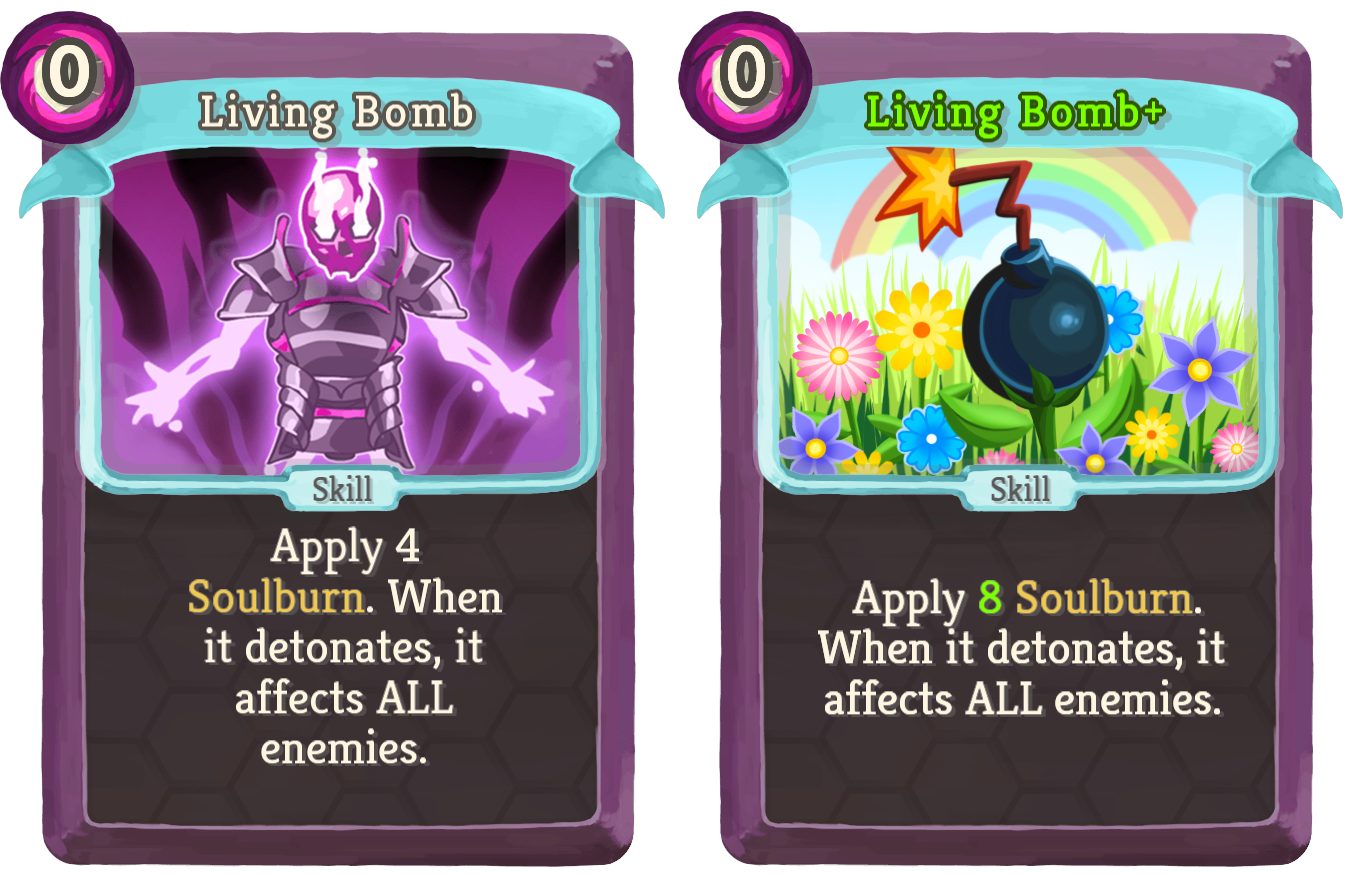 0
Living Bomb
Skill
Apply 4
Soulburn. When
it detonates, it
affects ALL
enemies.
0
Living Bomb+
Skill
Apply 8 Soulburn.
When it detonates, it
affects ALL enemies.